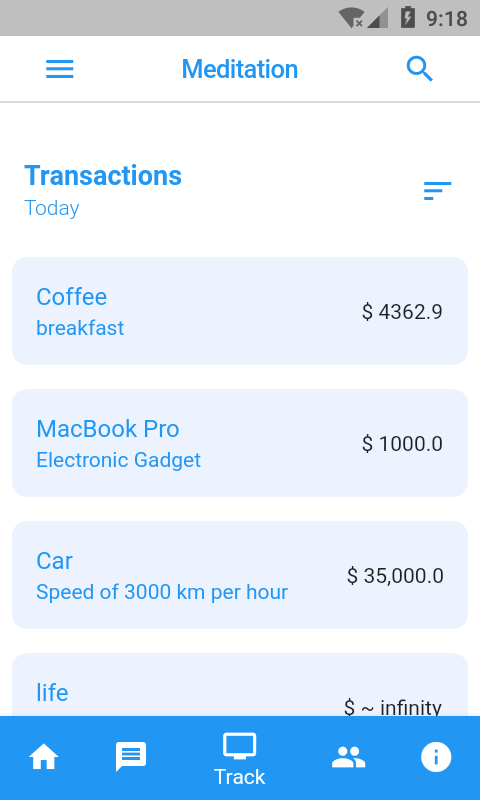 9:18
Meditation
Transactions
Today
Coffee
breakfast
$ 4362.9
MacBook Pro
Electronic Gadget
$ 1000.0
Car
Speed of 3000 km per hour
$ 35,000.0
life
$ ~ infinity
Track